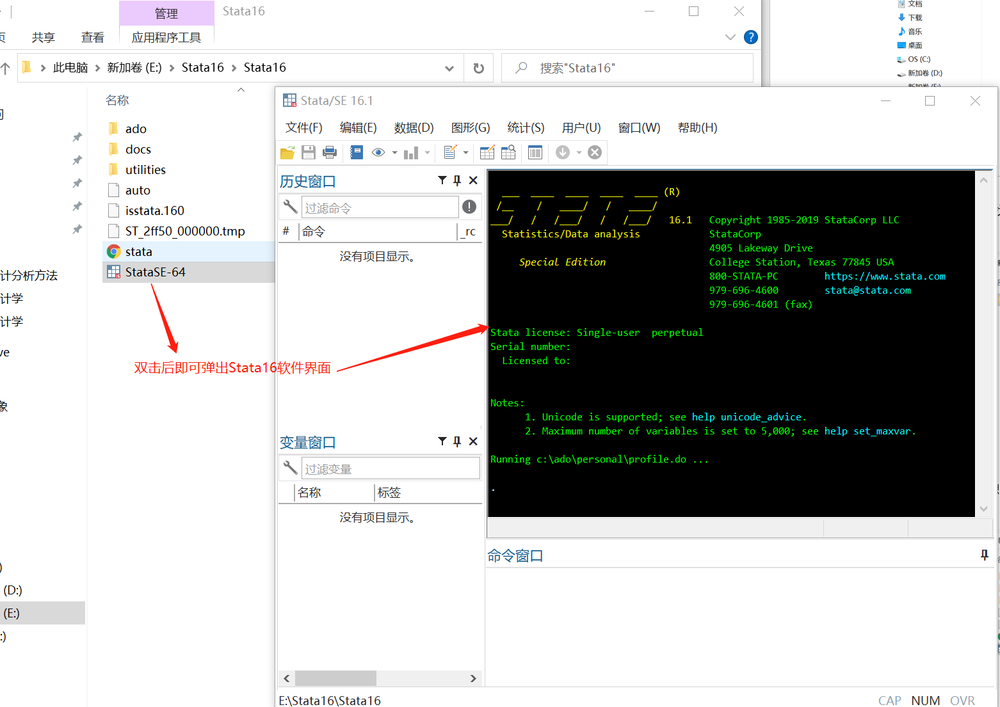 管理
Stata16
共享
查看
应用程序工具
此电脑 > 新加卷 (E:) > Stata16 > Stata16
搜索"Stata16"
文档
下载
音乐
桌面
OS (C:)
新加卷 (D:)
名称
ado
docs
utilities
auto
isstata.160
ST_2ff50_000000.tmp
stata
StataSE-64
计分析方法
计学
计学
ve
象
(D:)
(E:)
:)
双击后即可弹出Stata16软件界面
Stata/SE 16.1
文件(F) 编辑(E) 数据(D) 图形(G) 统计(S) 用户(U) 窗口(W) 帮助(H)
历史窗口
过滤命令
# 命令 _rc
没有项目显示。
变量窗口
过滤变量
名称 标签
没有项目显示。
(R)
16.1 Copyright 1985-2019 StataCorp LLC
Statistics/Data analysis StataCorp
4905 Lakeway Drive
Special Edition College Station, Texas 77845 USA
800-STATA-PC https://www.stata.com
979-696-4600 stata@stata.com
979-696-4601 (fax)
Stata license: Single-user perpetual
Serial number:
Licensed to:
Notes:
1. Unicode is supported; see help unicode_advice.
2. Maximum number of variables is set to 5,000; see help set_maxvar.
Running c:\ado\personal\profile.do ...
.
命令窗口
E:\Stata16\Stata16
CAP NUM OVR